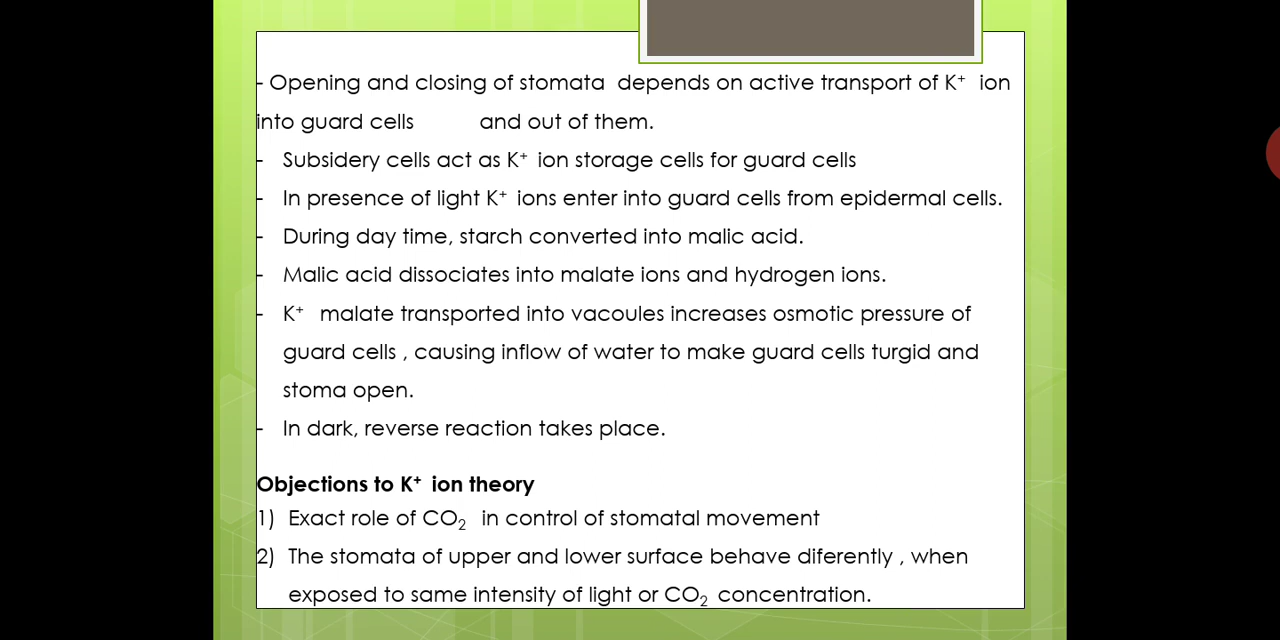 - Opening and closing of stomata depends on active transport of K⁺ ion
into guard cells and out of them.
- Subsidery cells act as K⁺ ion storage cells for guard cells
- In presence of light K⁺ ions enter into guard cells from epidermal cells.
- During day time, starch converted into malic acid.
- Malic acid dissociates into malate ions and hydrogen ions.
- K⁺ malate transported into vacoules increases osmotic pressure of
guard cells , causing inflow of water to make guard cells turgid and
stoma open.
- In dark, reverse reaction takes place.
Objections to K⁺ ion theory
1) Exact role of CO₂ in control of stomatal movement
2) The stomata of upper and lower surface behave diferently , when
exposed to same intensity of light or CO₂ concentration.